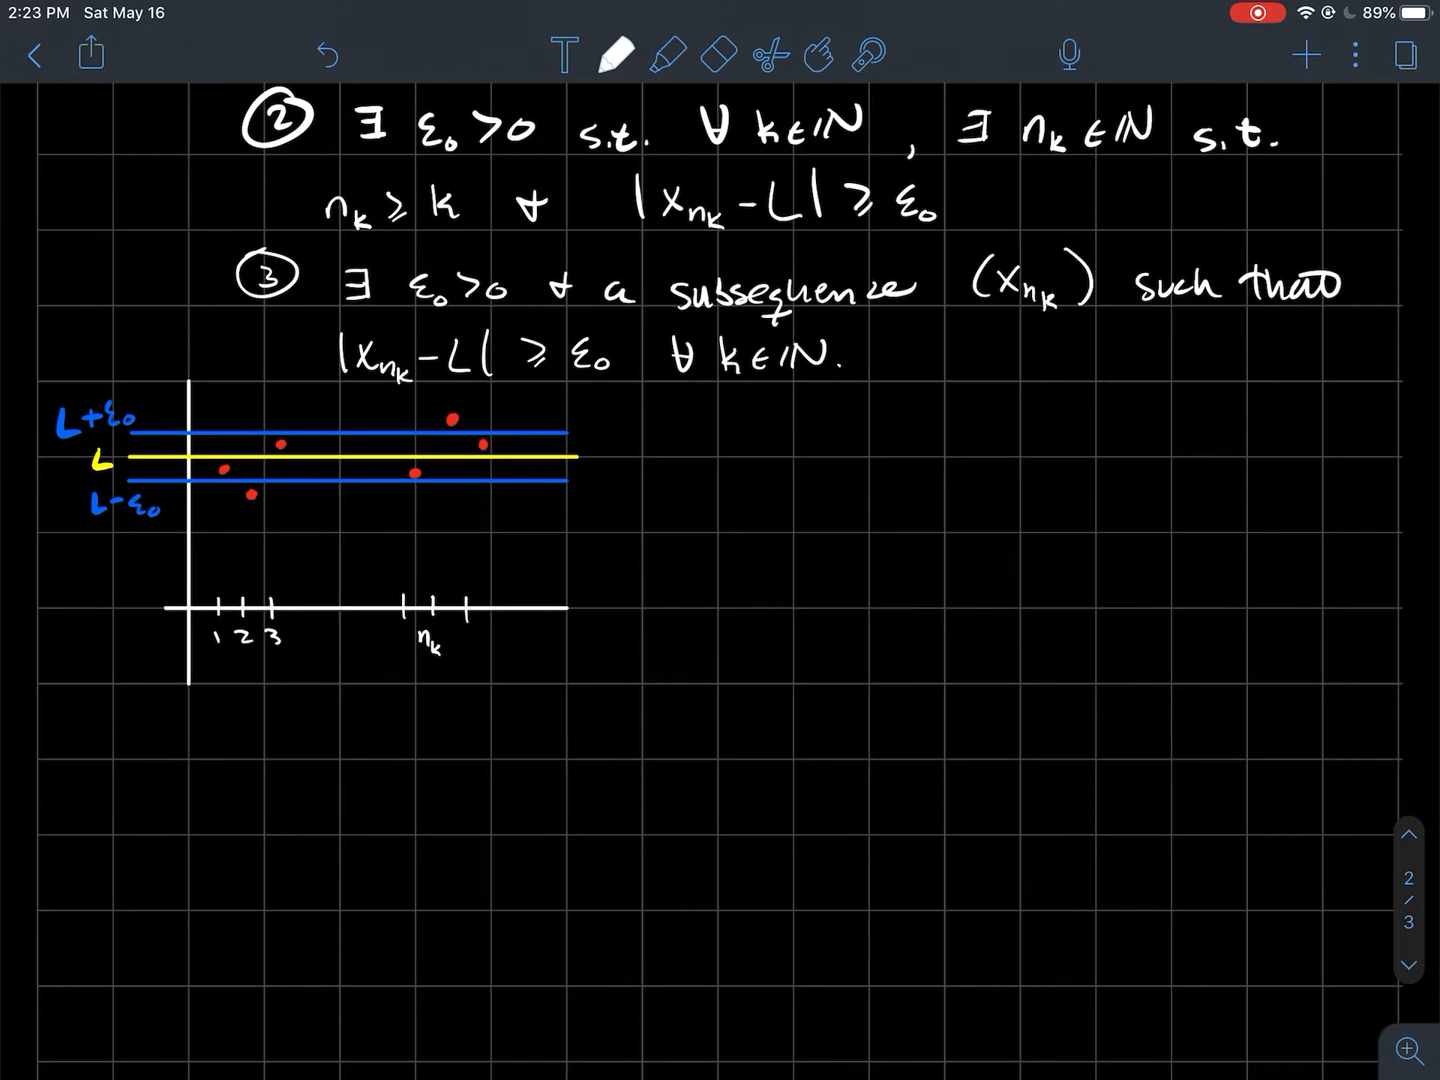 2:23 PM Sat May 16 89%
② ∃ ε₀ > 0 s.t. ∀ k∈ℕ, ∃ n_k ∈ ℕ s.t.
n_k ≥ k & |x_{n_k} - L| ≥ ε₀
③ ∃ ε₀ > 0 & a subsequence (x_{n_k}) such that
|x_{n_k} - L| ≥ ε₀ ∀ k∈ℕ.
L+ε₀
L
L-ε₀
1 2 3 n_k
2
/
3